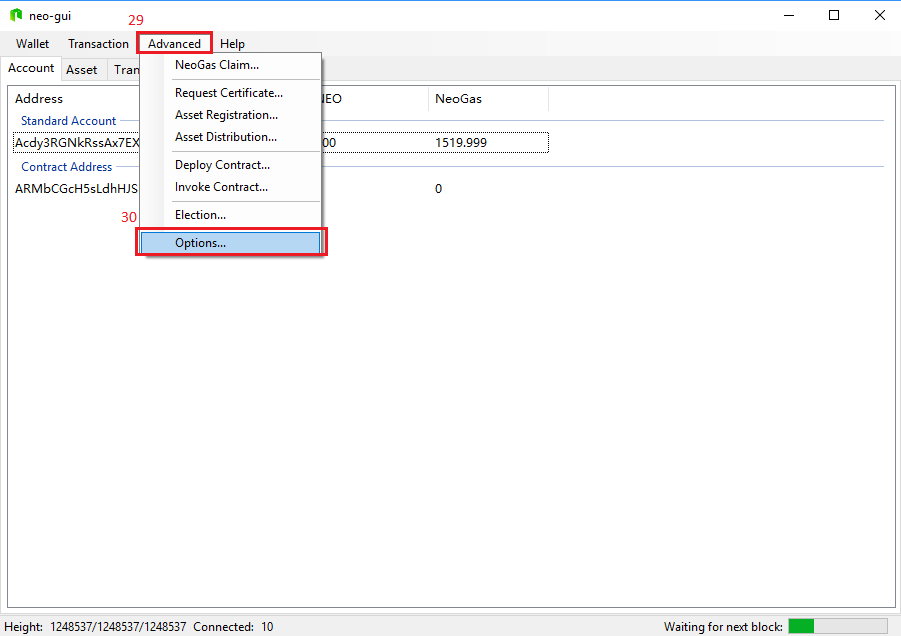 neo-gui
29
Wallet Transaction Advanced Help
Account Asset Tran
NeoGas Claim...
Address NEO NeoGas
Request Certificate...
Asset Registration...
Standard Account
Asset Distribution...
Acdy3RGNkRssAx7EX 00 1519.999
Deploy Contract...
Contract Address
Invoke Contract...
ARMbCGcH5sLdhHJS 0
Election...
30
Options...
Height: 1248537/1248537/1248537 Connected: 10 Waiting for next block: